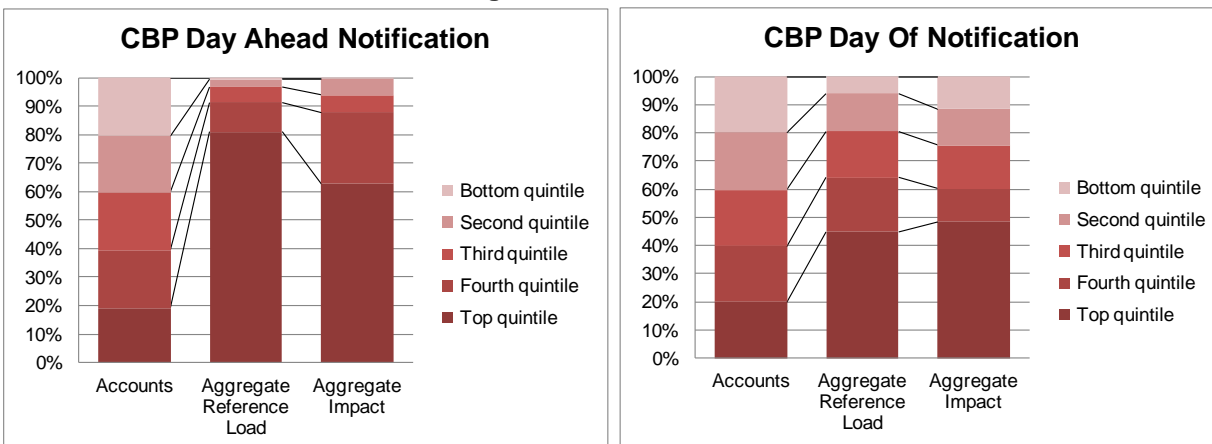 CBP Day Ahead Notification
100%
90%
80%
70%
60%
50%
40%
30%
20%
10%
0%
Accounts
Aggregate
Reference
Load
Aggregate
Impact
Bottom quintile
Second quintile
Third quintile
Fourth quintile
Top quintile
CBP Day Of Notification
100%
90%
80%
70%
60%
50%
40%
30%
20%
10%
0%
Accounts
Aggregate
Reference
Load
Aggregate
Impact
Bottom quintile
Second quintile
Third quintile
Fourth quintile
Top quintile